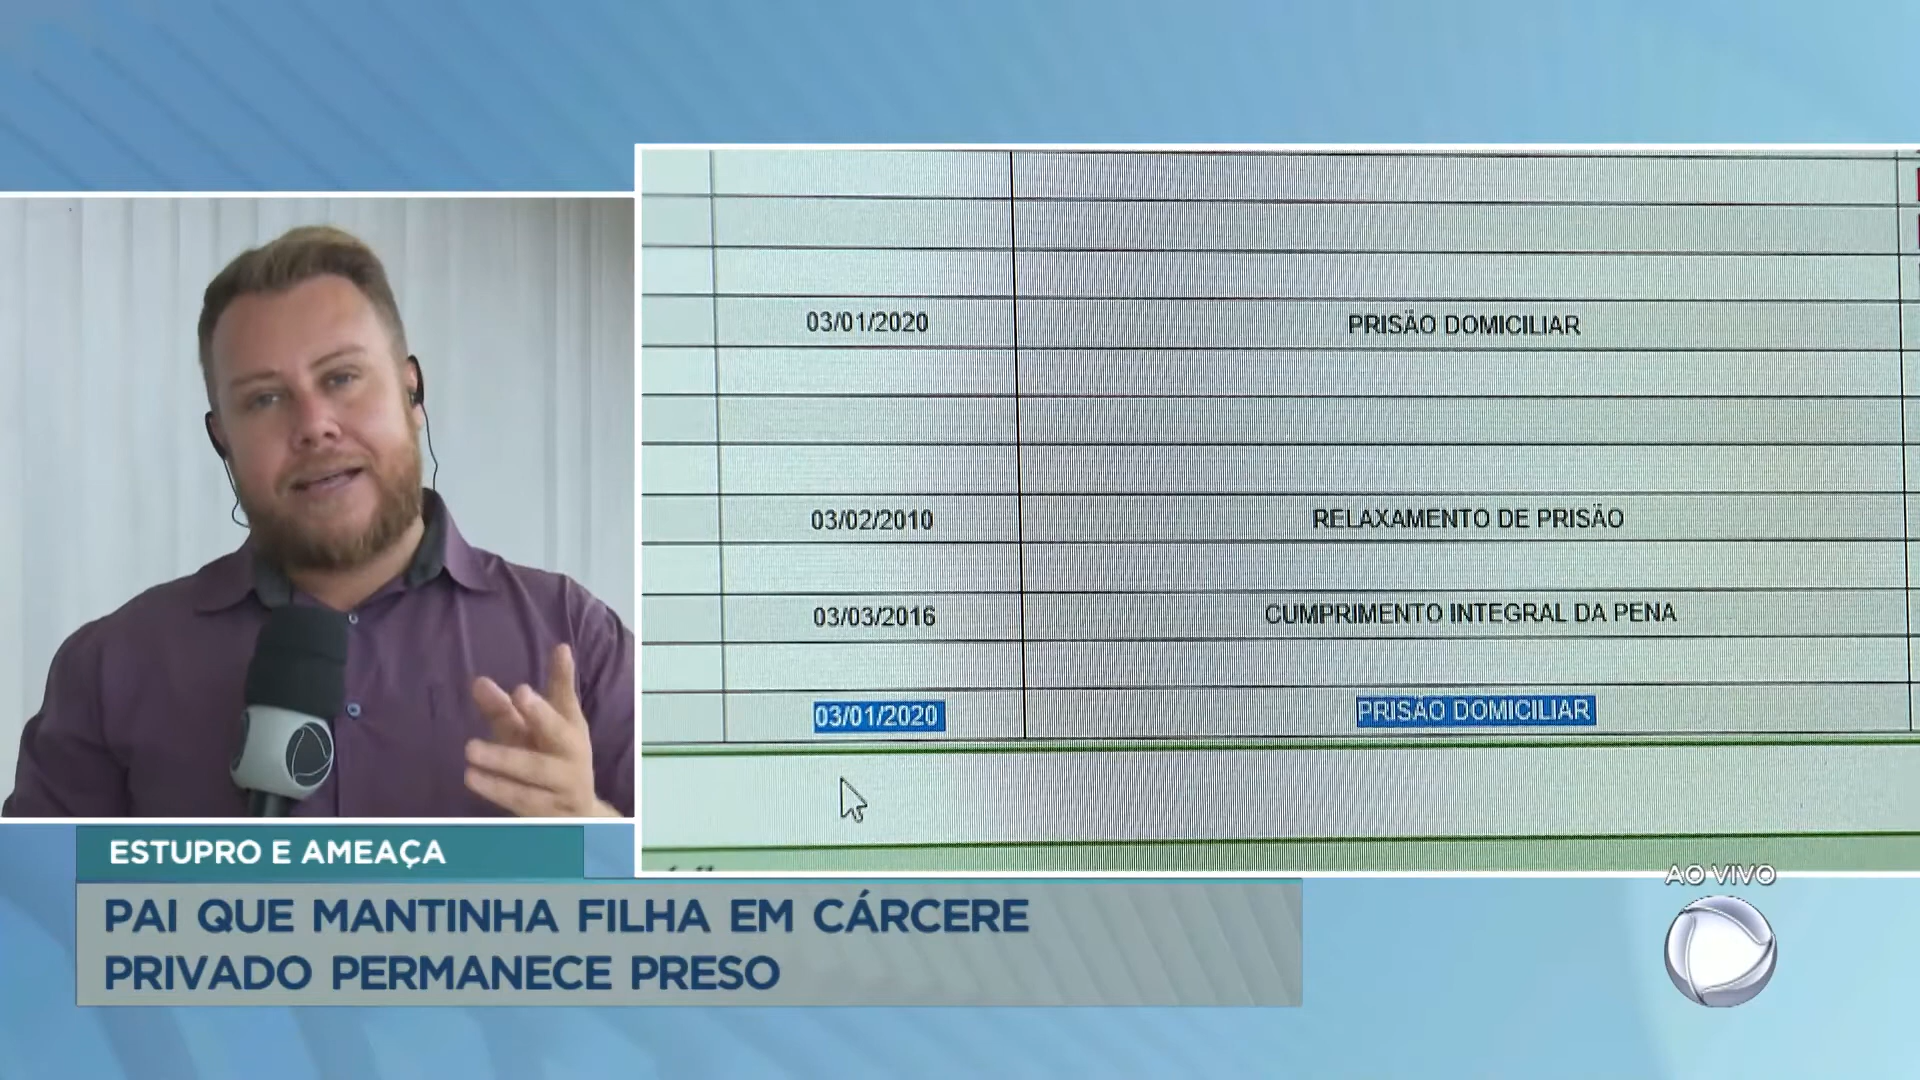 03/01/2020 PRISÃO DOMICILIAR
03/02/2010 RELAXAMENTO DE PRISÃO
03/03/2016 CUMPRIMENTO INTEGRAL DA PENA
03/01/2020 PRISÃO DOMICILIAR
ESTUPRO E AMEAÇA
PAI QUE MANTINHA FILHA EM CÁRCERE
PRIVADO PERMANECE PRESO
AO VIVO